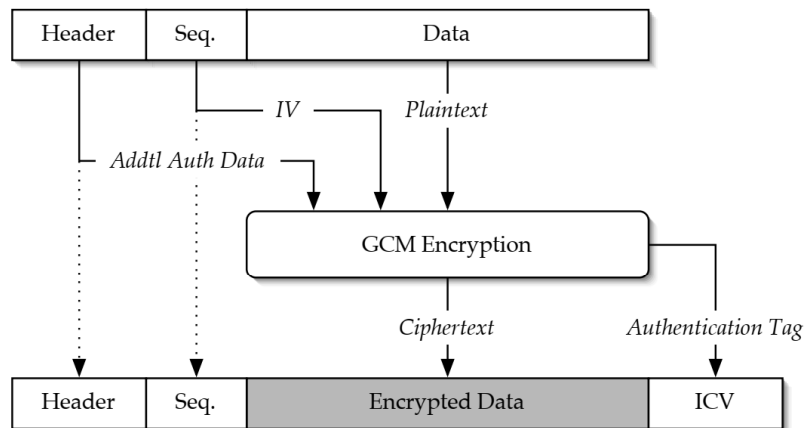 Header Seq. Data
IV Plaintext
Addtl Auth Data
GCM Encryption
Ciphertext Authentication Tag
Header Seq. Encrypted Data ICV